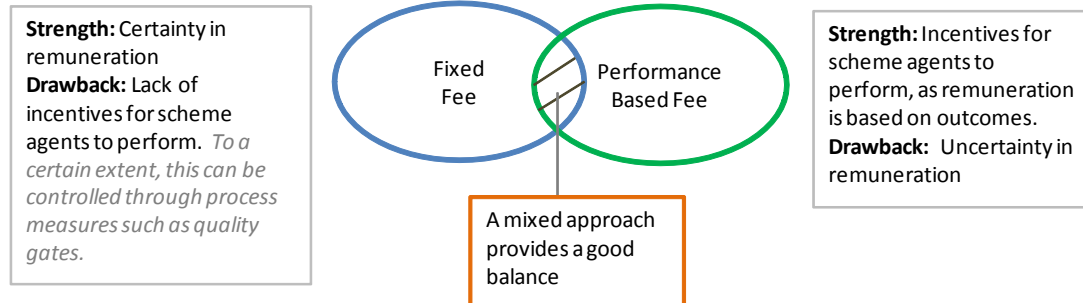 Strength: Certainty in
remuneration
Drawback: Lack of
incentives for scheme
agents to perform. To a
certain extent, this can be
controlled through process
measures such as quality
gates.
Fixed
Fee
Performance
Based Fee
A mixed approach
provides a good
balance
Strength: Incentives for
scheme agents to
perform, as remuneration
is based on outcomes.
Drawback: Uncertainty in
remuneration